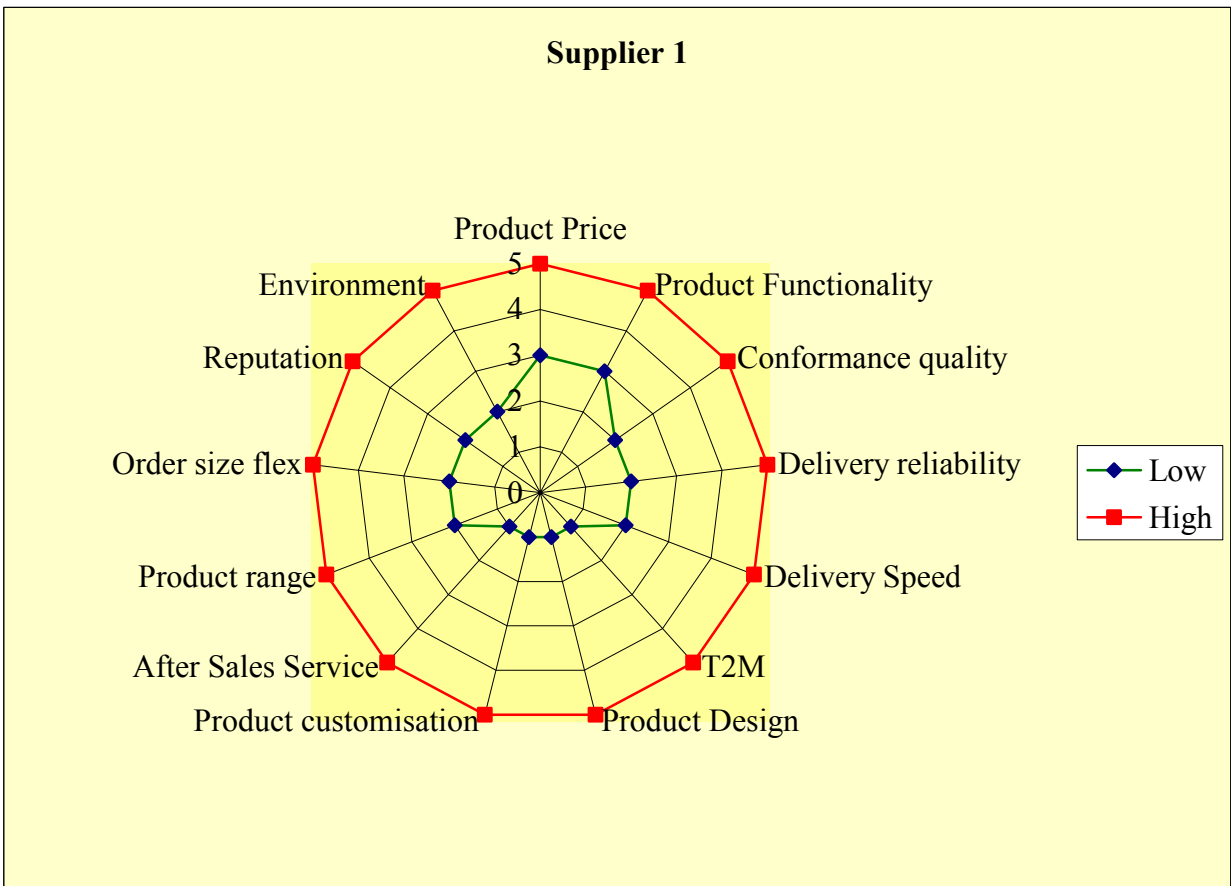 Supplier 1
Product Price
Environment
5
Product Functionality
4
Reputation
3
Conformance quality
2
Order size flex
1
Delivery reliability
0
Low
High
Product range
Delivery Speed
After Sales Service
T2M
Product customisation
Product Design